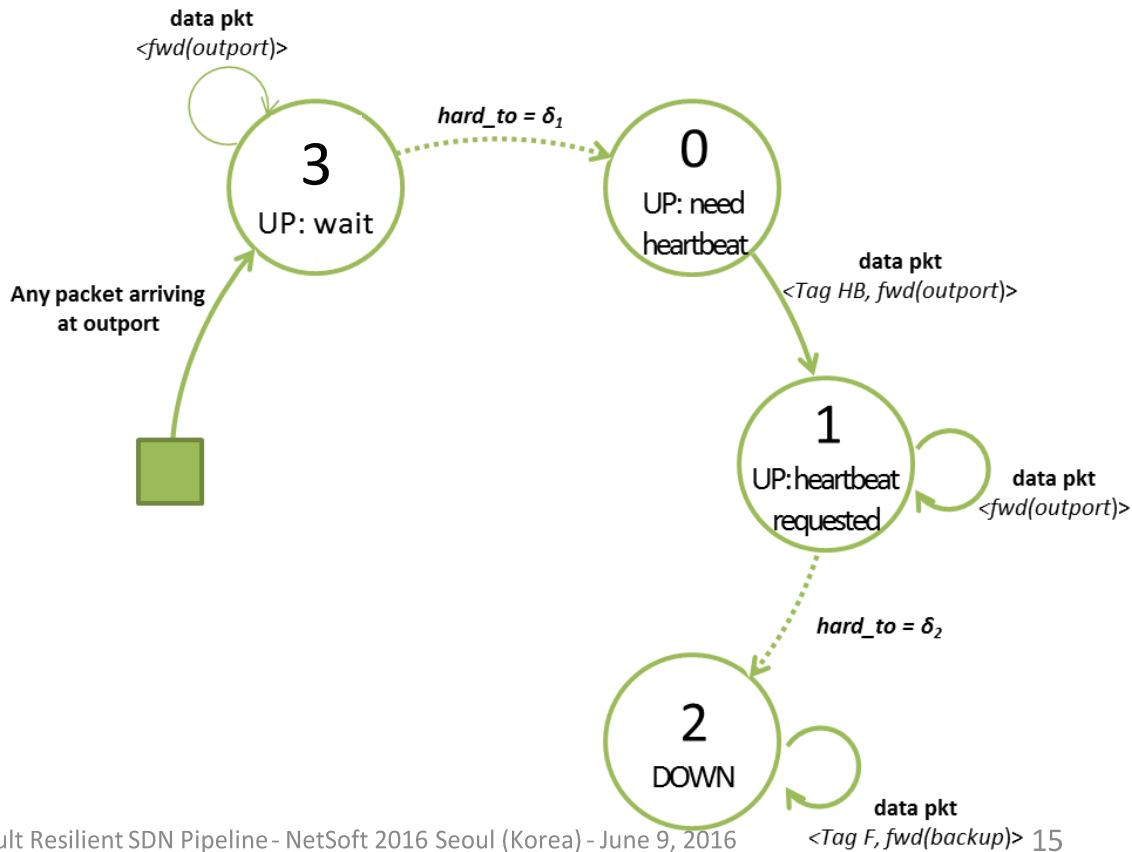 data pkt
<fwd(outport)>
3
UP: wait
hard_to = δ1
0
UP: need
heartbeat
Any packet arriving
at outport
data pkt
<Tag HB, fwd(outport)>
1
UP:heartbeat
requested
data pkt
<fwd(outport)>
hard_to = δ2
2
DOWN
data pkt
<Tag F, fwd(backup)>
ult Resilient SDN Pipeline - NetSoft 2016 Seoul (Korea) - June 9, 2016
15